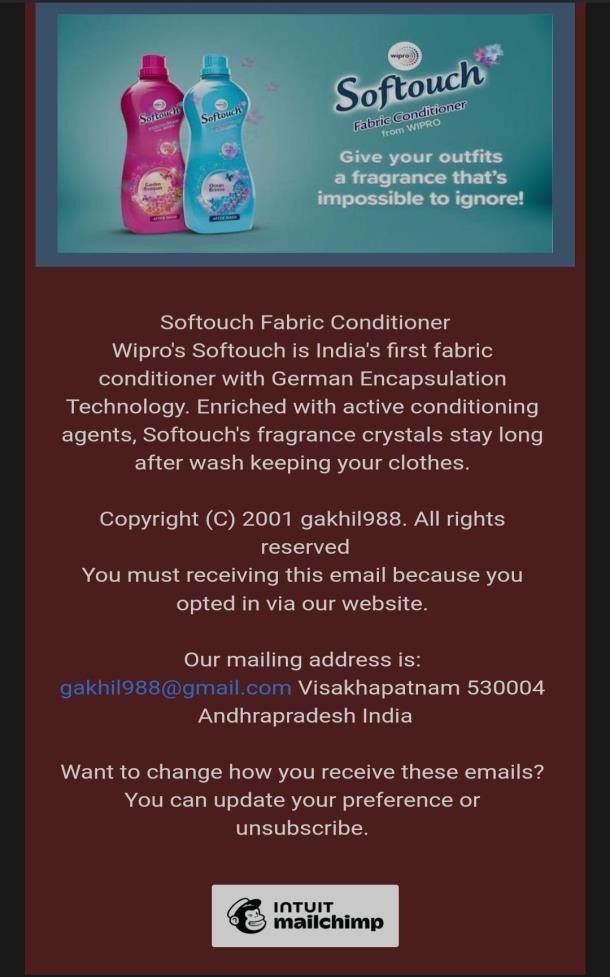 wipro
Softouch
Fabric Conditioner
from WIPRO
Give your outfits
a fragrance that's
impossible to ignore!
Softouch
Garden
Bouquet
AFTER WASH
Softouch
Ocean
Breeze
AFTER WASH
Softouch Fabric Conditioner
Wipro's Softouch is India's first fabric
conditioner with German Encapsulation
Technology. Enriched with active conditioning
agents, Softouch's fragrance crystals stay long
after wash keeping your clothes.
Copyright (C) 2001 gakhil988. All rights
reserved
You must receiving this email because you
opted in via our website.
Our mailing address is:
gakhil988@gmail.com Visakhapatnam 530004
Andhrapradesh India
Want to change how you receive these emails?
You can update your preference or
unsubscribe.
INTUIT
mailchimp